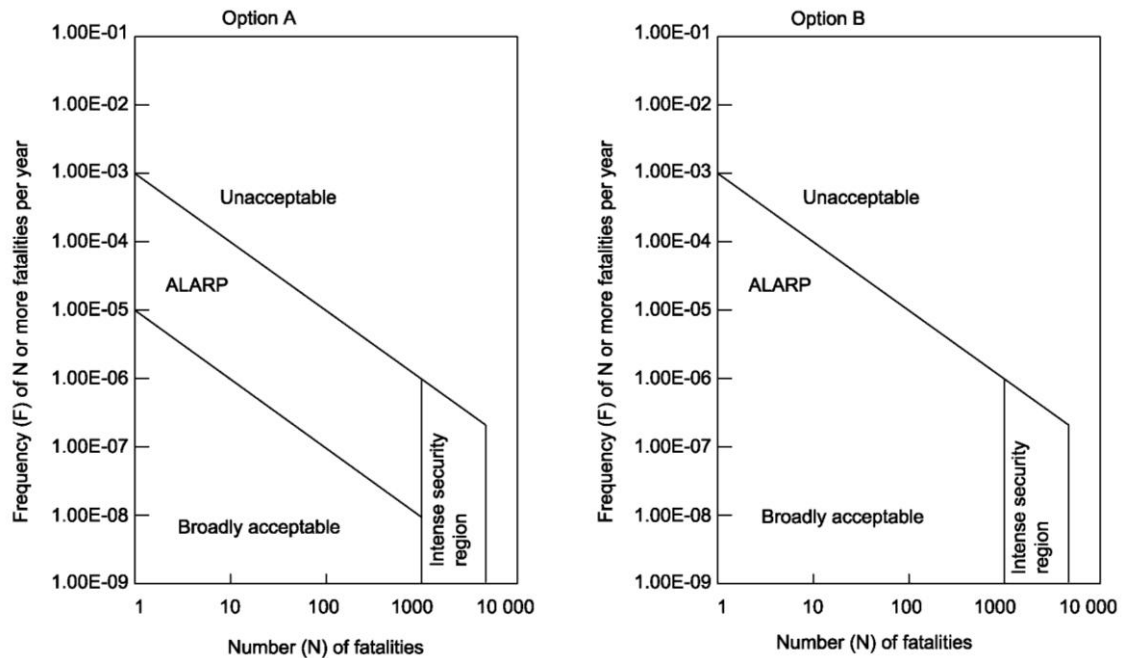 Option A
1.00E-01
1.00E-02
1.00E-03
1.00E-04
1.00E-05
1.00E-06
1.00E-07
1.00E-08
1.00E-09
Frequency (F) of N or more fatalities per year
Unacceptable
ALARP
Broadly acceptable
Intense security
region
1
10
100
1000
10 000
Number (N) of fatalities
Option B
1.00E-01
1.00E-02
1.00E-03
1.00E-04
1.00E-05
1.00E-06
1.00E-07
1.00E-08
1.00E-09
Frequency (F) of N or more fatalities per year
Unacceptable
ALARP
Broadly acceptable
Intense security
region
1
10
100
1000
10 000
Number (N) of fatalities